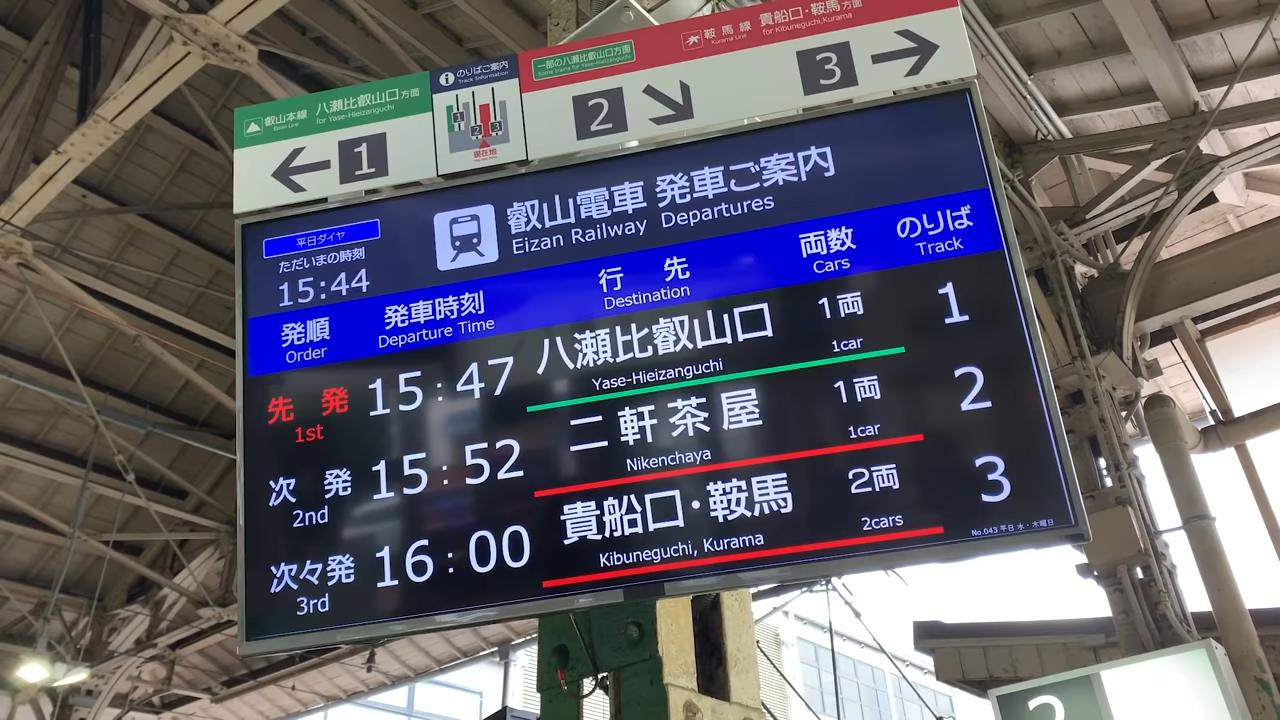 叡山本線 八瀬比叡山口方面
Eizan Line for Yase-Hieizanguchi
← 1
のりばご案内
Track Information
1 2 3
現在地
一部の八瀬比叡山口方面
Some trains for Yase-Hieizanguchi
鞍馬線 貴船口・鞍馬方面
Kurama Line for Kibuneguchi, Kurama
2 ↘ 3 →
平日ダイヤ
ただいまの時刻
15:44
叡山電車 発車ご案内
Eizan Railway Departures
発順 発車時刻 行先 両数 のりば
Order Departure Time Destination Cars Track
先発 15:47 八瀬比叡山口 1両 1
1st Yase-Hieizanguchi 1car
次発 15:52 二軒茶屋 1両 2
2nd Nikenchaya 1car
次々発 16:00 貴船口・鞍馬 2両 3
3rd Kibuneguchi, Kurama 2cars
No.043 平日 水・木曜日
2